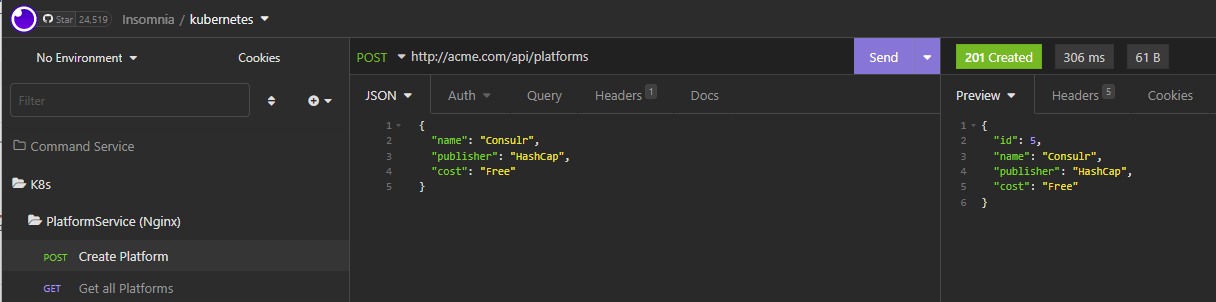 Star 24,519 Insomnia / kubernetes
No Environment Cookies
Filter
Command Service
K8s
PlatformService (Nginx)
POST Create Platform
GET Get all Platforms
POST http://acme.com/api/platforms Send
JSON Auth Query Headers 1 Docs
1 {
2 "name": "Consulr",
3 "publisher": "HashCap",
4 "cost": "Free"
5 }
201 Created 306 ms 61 B
Preview Headers 5 Cookies
1 {
2 "id": 5,
3 "name": "Consulr",
4 "publisher": "HashCap",
5 "cost": "Free"
6 }